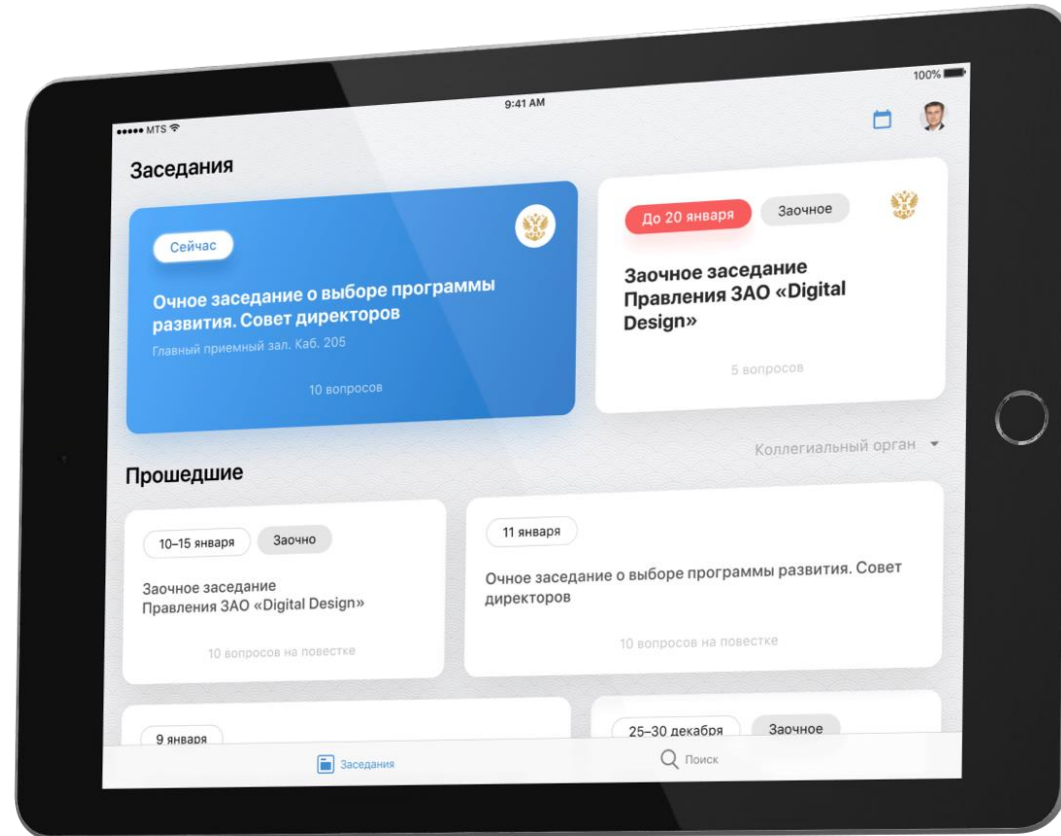 MTS
9:41 AM
100%
Заседания
Сейчас
Очное заседание о выборе программы
развития. Совет директоров
Главный приемный зал. Каб. 205
10 вопросов
До 20 января
Заочное
Заочное заседание
Правления ЗАО «Digital
Design»
5 вопросов
Прошедшие
Коллегиальный орган
10–15 января
Заочно
Заочное заседание
Правления ЗАО «Digital Design»
10 вопросов на повестке
11 января
Очное заседание о выборе программы развития. Совет
директоров
10 вопросов на повестке
9 января
25–30 декабря
Заочное
Заседания
Поиск